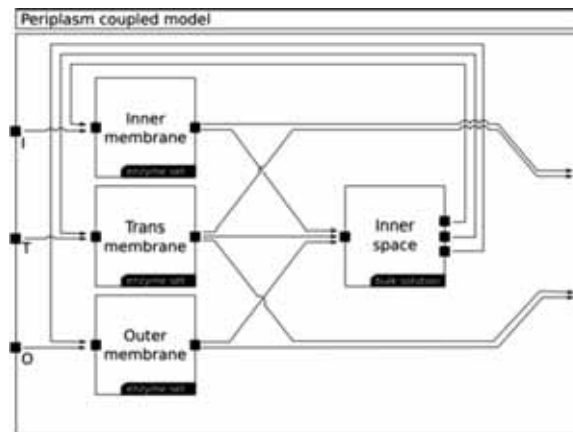 Periplasm coupled model
Inner
membrane
enzyme set
I
Trans
membrane
enzyme set
T
Inner
space
bulk solution
Outer
membrane
enzyme set
O